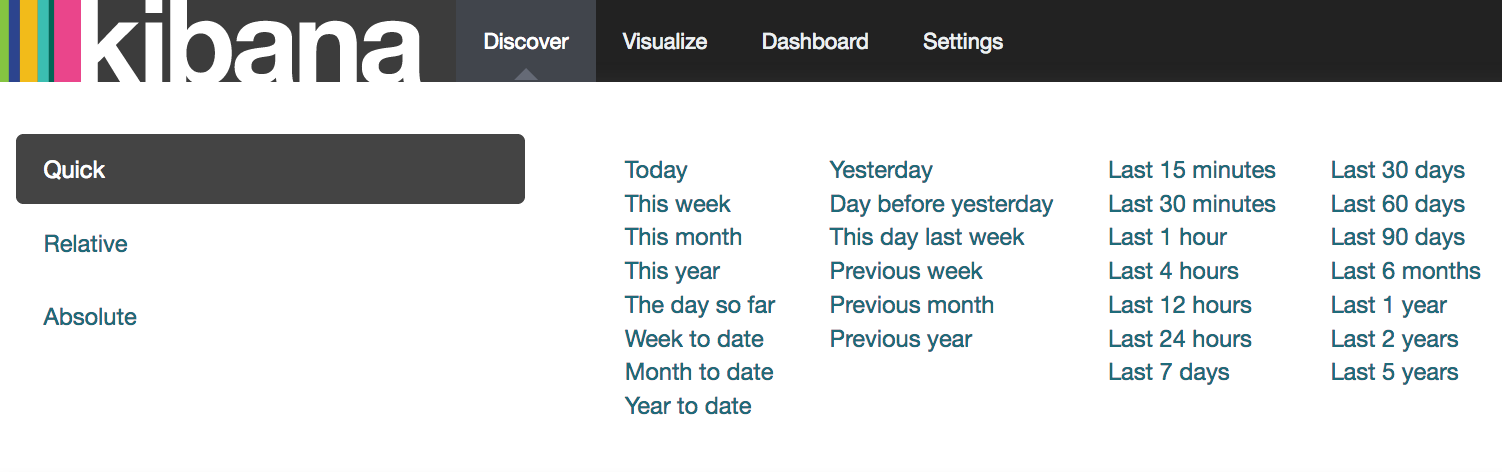 kibana
Discover
Visualize
Dashboard
Settings
Quick
Relative
Absolute
Today
This week
This month
This year
The day so far
Week to date
Month to date
Year to date
Yesterday
Day before yesterday
This day last week
Previous week
Previous month
Previous year
Last 15 minutes
Last 30 minutes
Last 1 hour
Last 4 hours
Last 12 hours
Last 24 hours
Last 7 days
Last 30 days
Last 60 days
Last 90 days
Last 6 months
Last 1 year
Last 2 years
Last 5 years